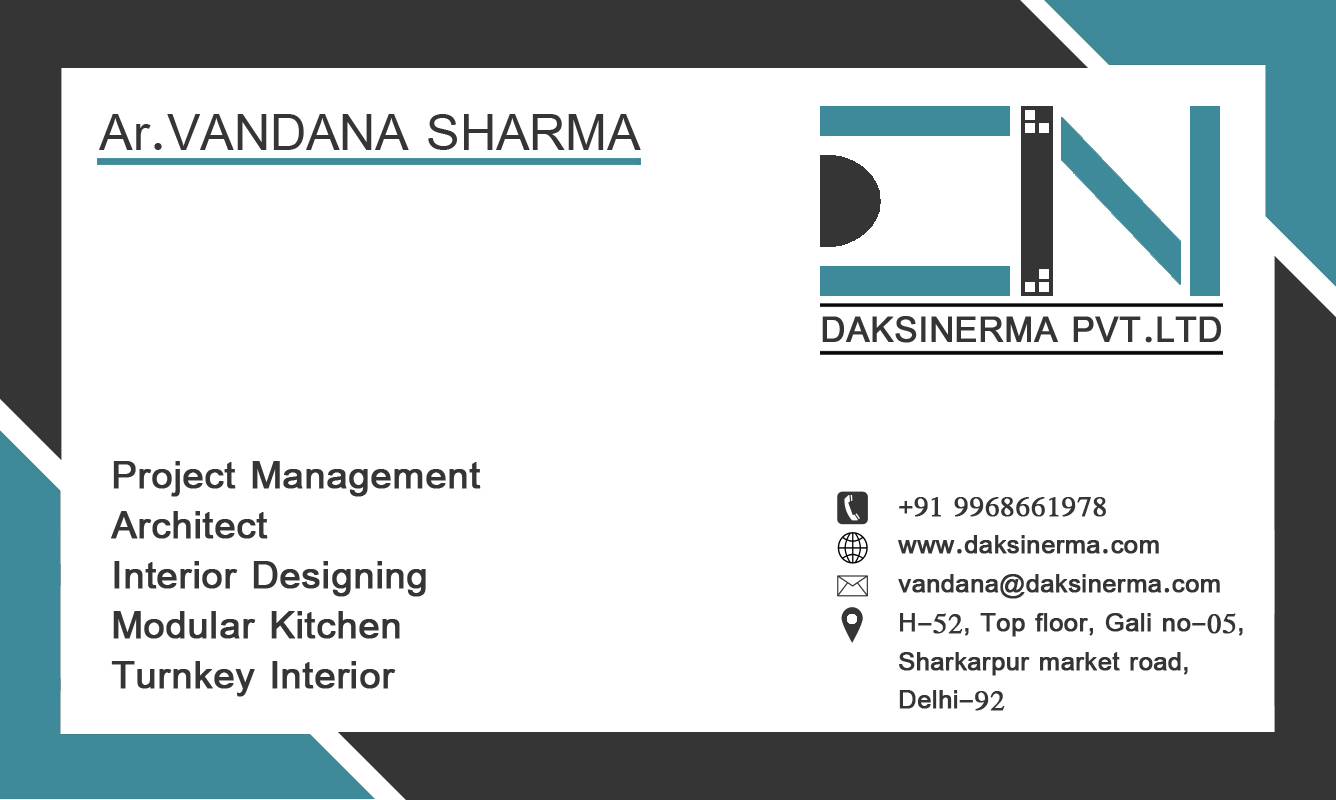 Ar.VANDANA SHARMA
DAKSINERMA PVT.LTD
Project Management
Architect
Interior Designing
Modular Kitchen
Turnkey Interior
+91 9968661978
www.daksinerma.com
vandana@daksinerma.com
H-52, Top floor, Gali no-05,
Sharkarpur market road,
Delhi-92